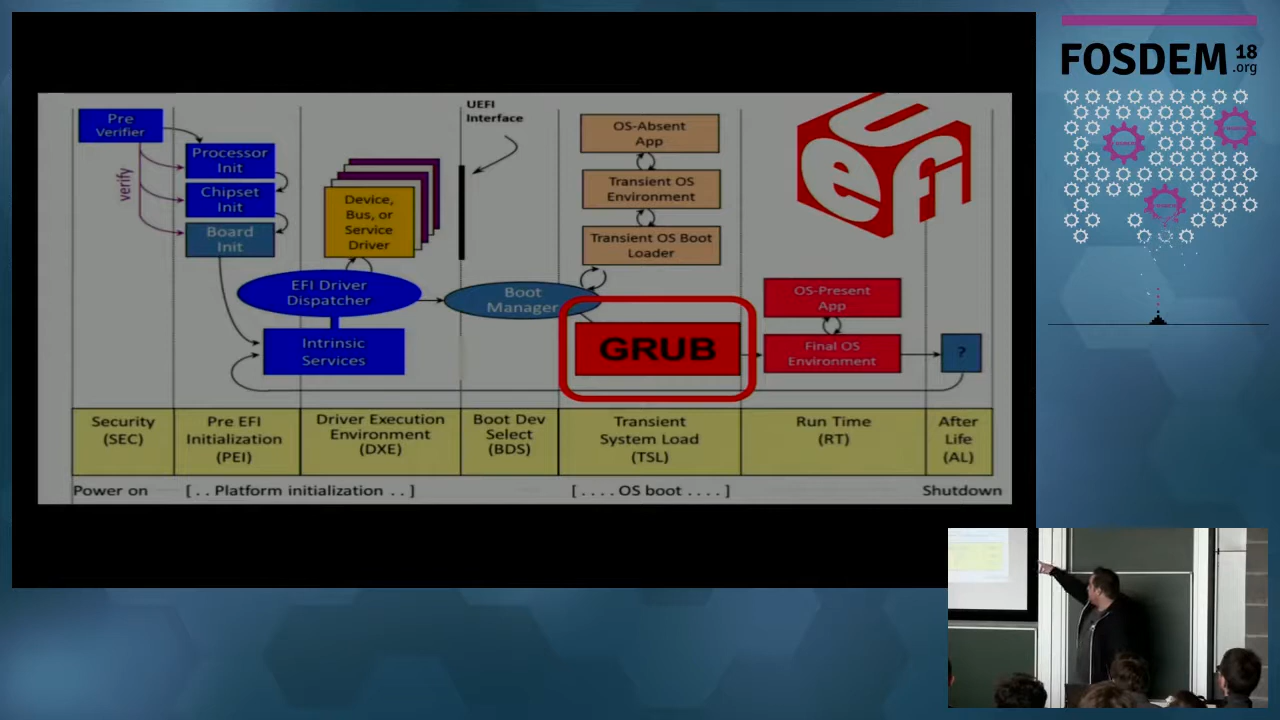 FOSDEM 18
.org
Pre
Verifier
verify
Processor
Init
Chipset
Init
Board
Init
Device,
Bus, or
Service
Driver
EFI Driver
Dispatcher
Intrinsic
Services
UEFI
Interface
Boot
Manager
OS-Absent
App
Transient OS
Environment
Transient OS Boot
Loader
GRUB
UEFI
OS-Present
App
Final OS
Environment
?
Security
(SEC)
Pre EFI
Initialization
(PEI)
Driver Execution
Environment
(DXE)
Boot Dev
Select
(BDS)
Transient
System Load
(TSL)
Run Time
(RT)
After
Life
(AL)
Power on
[ . . Platform initialization . . ]
[ . . . . OS boot . . . . ]
Shutdown